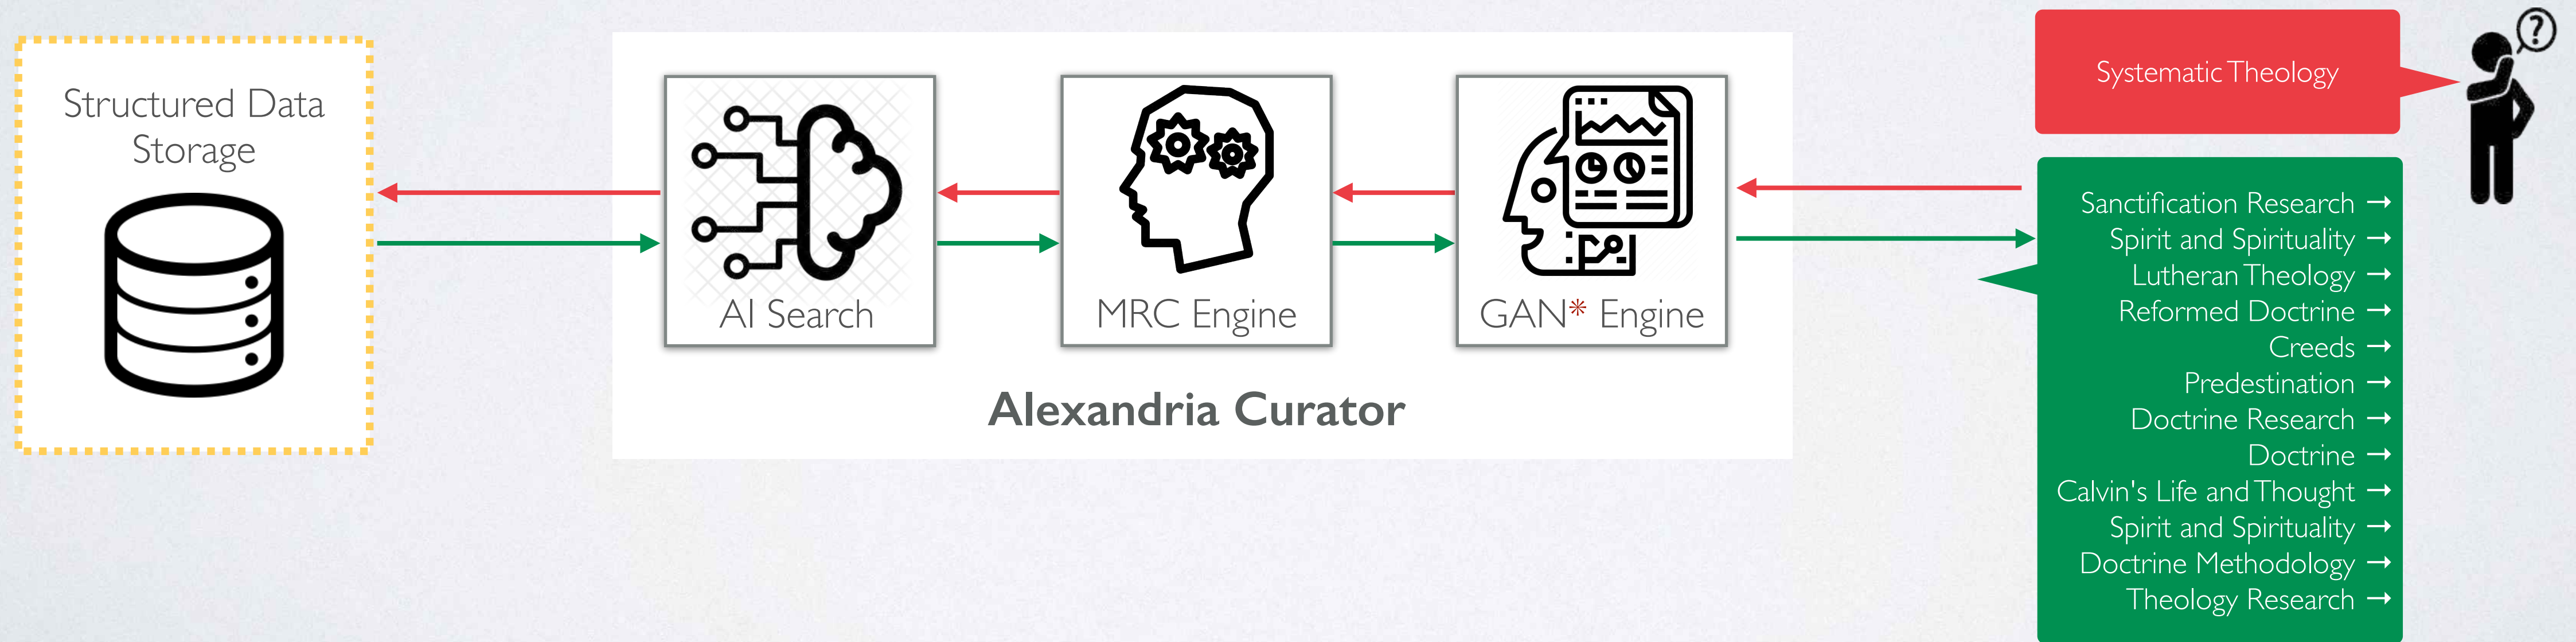 Structured Data
Storage
AI Search
MRC Engine
GAN* Engine
Alexandria Curator
Systematic Theology
?
Sanctification Research →
Spirit and Spirituality →
Lutheran Theology →
Reformed Doctrine →
Creeds →
Predestination →
Doctrine Research →
Doctrine →
Calvin's Life and Thought →
Spirit and Spirituality →
Doctrine Methodology →
Theology Research →